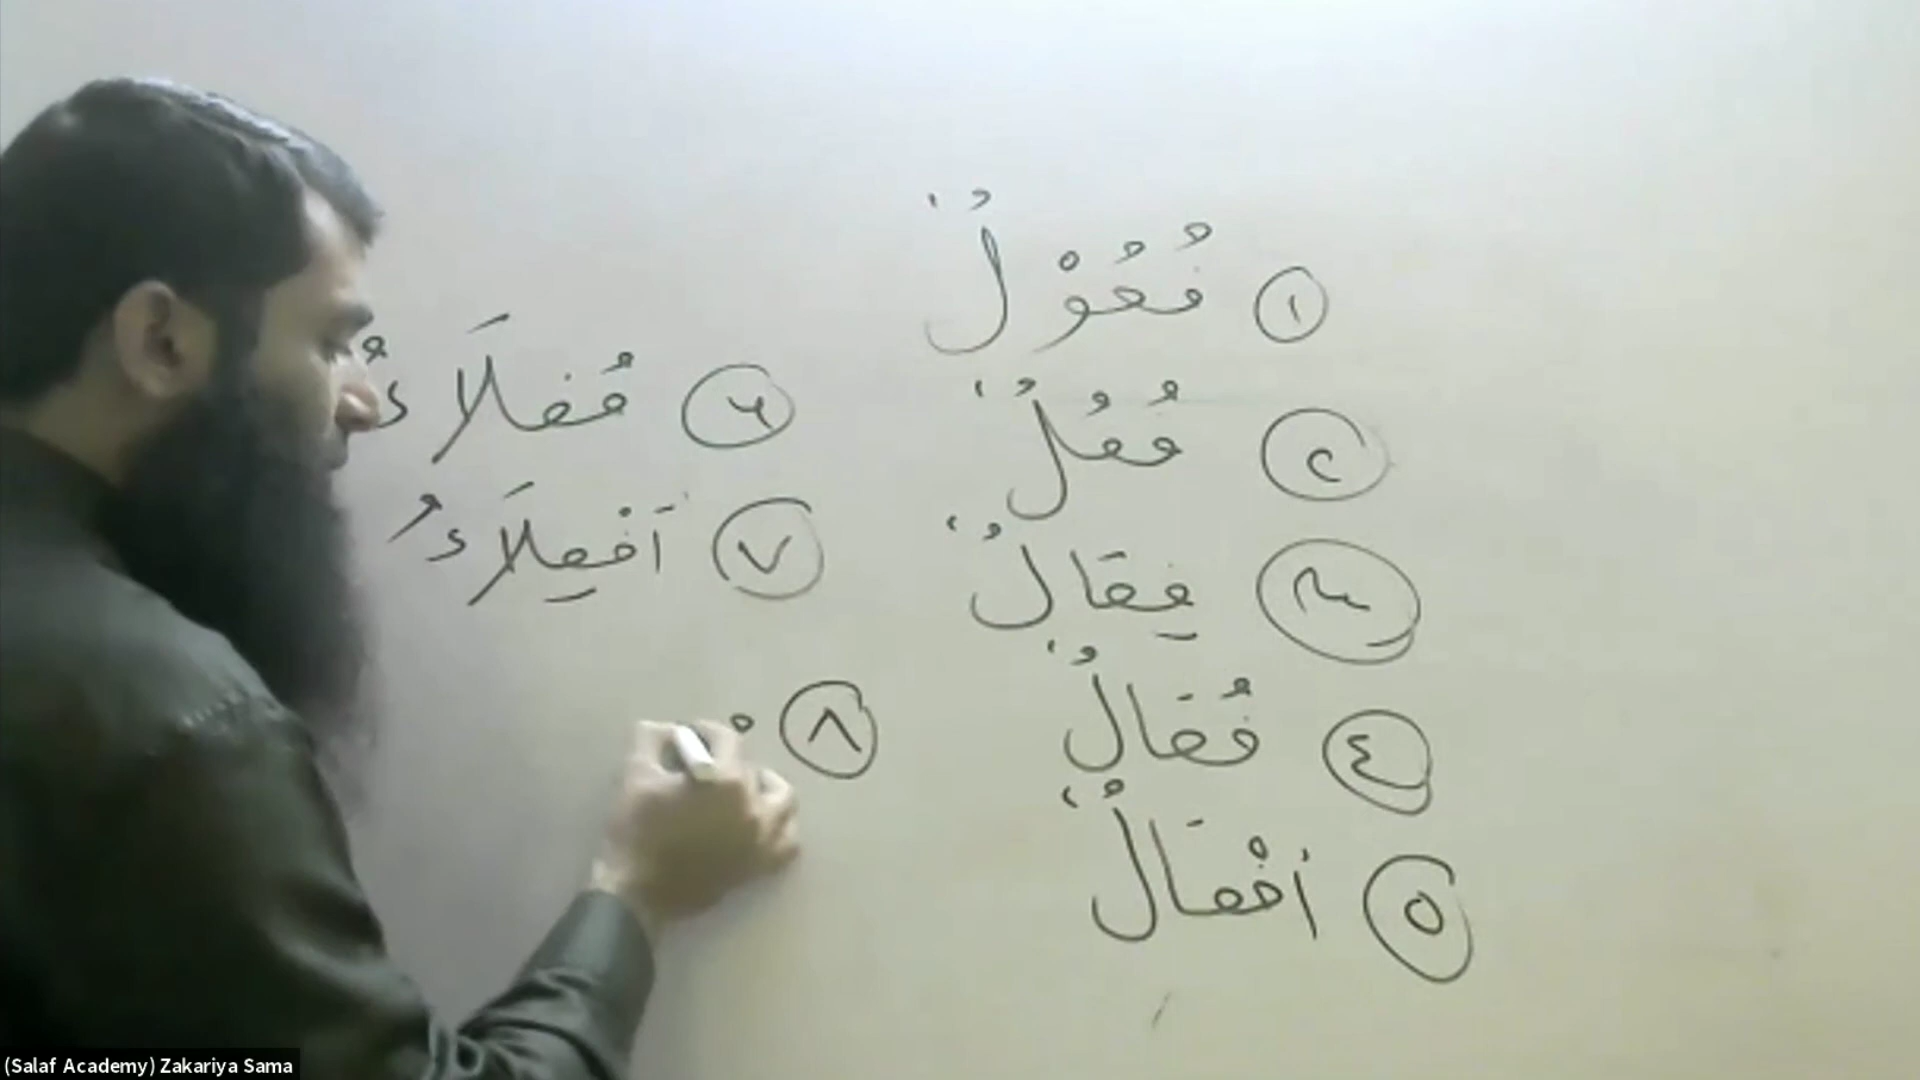 ١ فُعُوْلٌ
٢ فُعُلٌ
٣ فِعَالٌ
٤ فُعَالٌ
٥ أَفْعَالٌ
٦ فُعَلَاءُ
٧ أَفْعِلَاءُ
٨
(Salaf Academy) Zakariya Sama